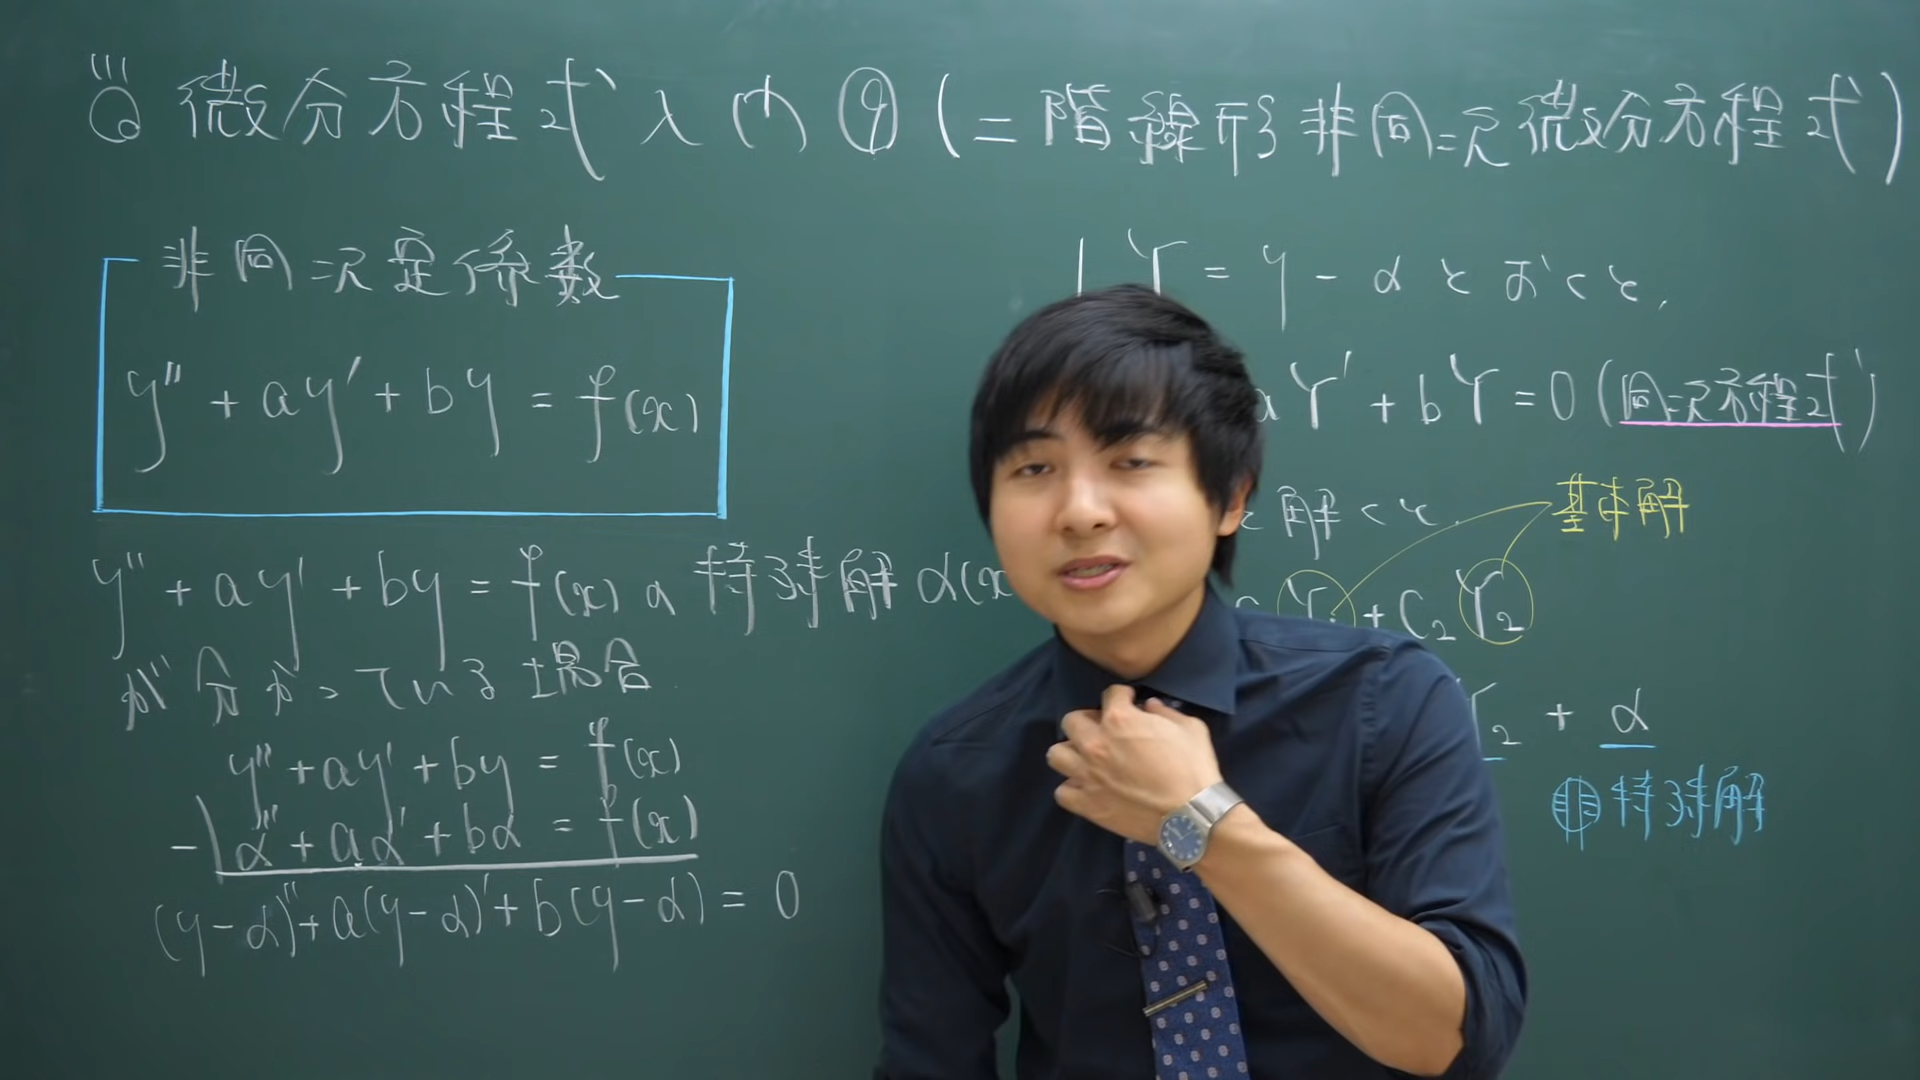 微分方程式入門⑨(二階線形非同次微分方程式)
非同次定係数
y'' + ay' + by = f(x)
y'' + ay' + by = f(x) の特殊解 α(x
が分かっている場合
y'' + ay' + by = f(x)
-) α'' + aα' + bα = f(x)
(y-α)'' + a(y-α)' + b(y-α) = 0
Y = y - α とおくと,
aY' + bY = 0 (同次方程式)
解くと,
基本解
+ C₂Y₂
Y₂ + α
非 特殊解